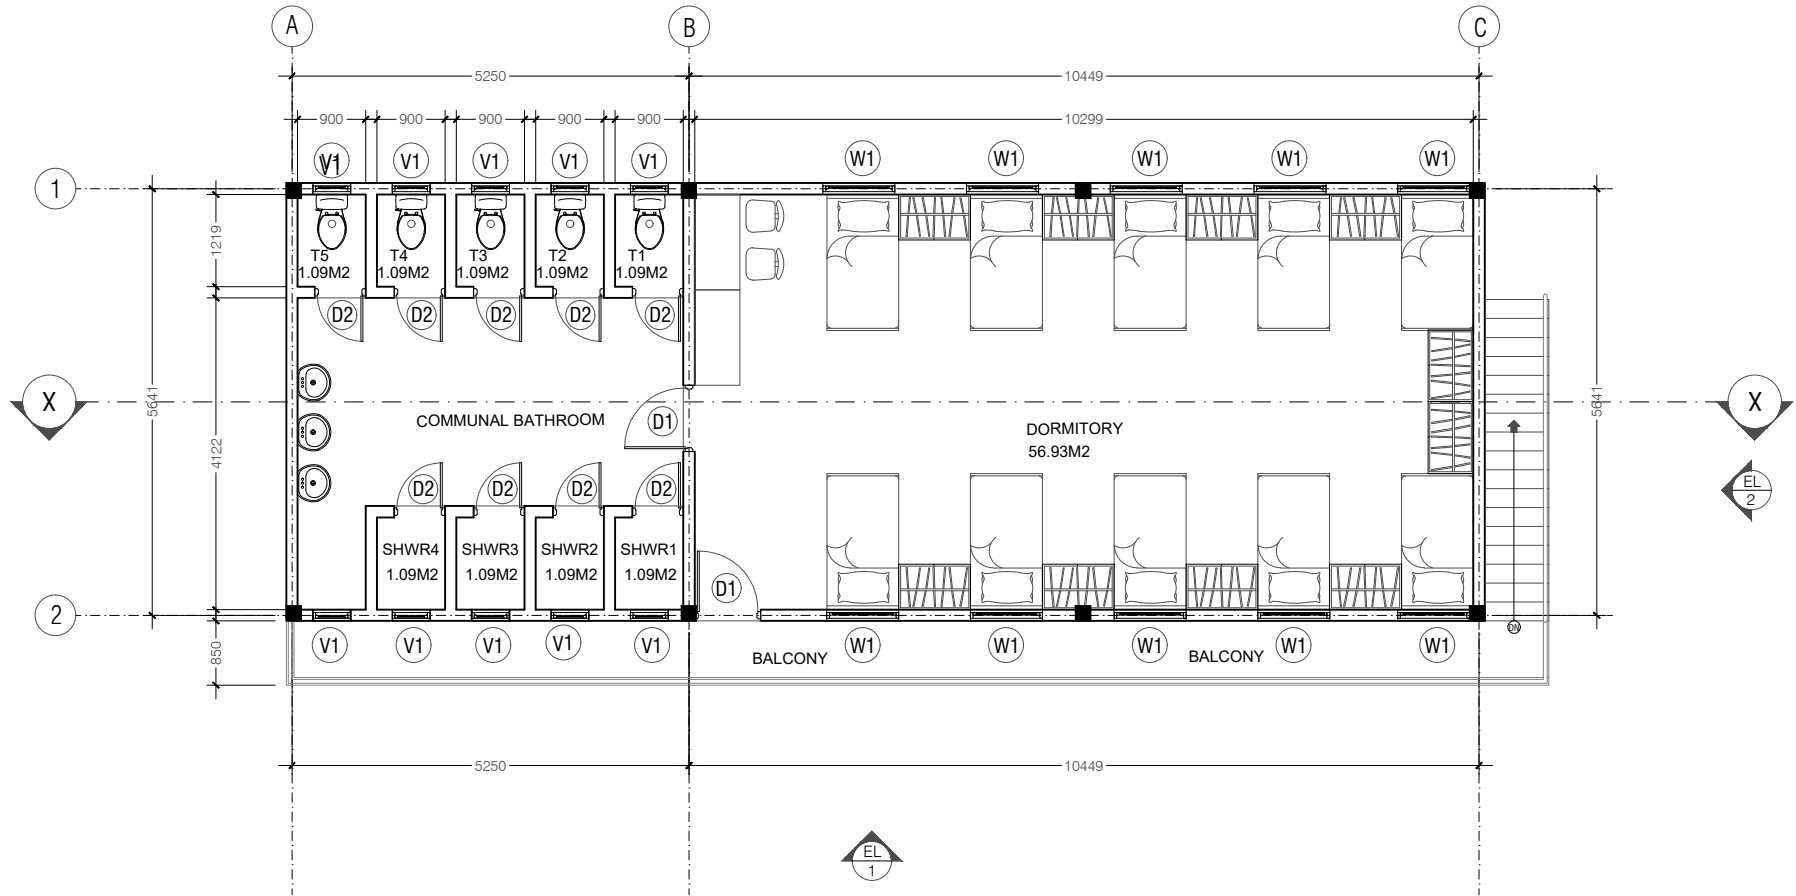 A B C
5250 10449
900 900 900 900 900 10299
V1 V1 V1 V1 V1 W1 W1 W1 W1 W1
V1
1
1219
T5 T4 T3 T2 T1
1.09M2 1.09M2 1.09M2 1.09M2 1.09M2
D2 D2 D2 D2 D2
X 5641 5641 X
COMMUNAL BATHROOM D1 DORMITORY
56.93M2
4122
D2 D2 D2 D2
EL
2
SHWR4 SHWR3 SHWR2 SHWR1
1.09M2 1.09M2 1.09M2 1.09M2
D1
2
DN
V1 V1 V1 V1 V1 W1 W1 W1 W1 W1
850
BALCONY BALCONY
5250 10449
EL
1